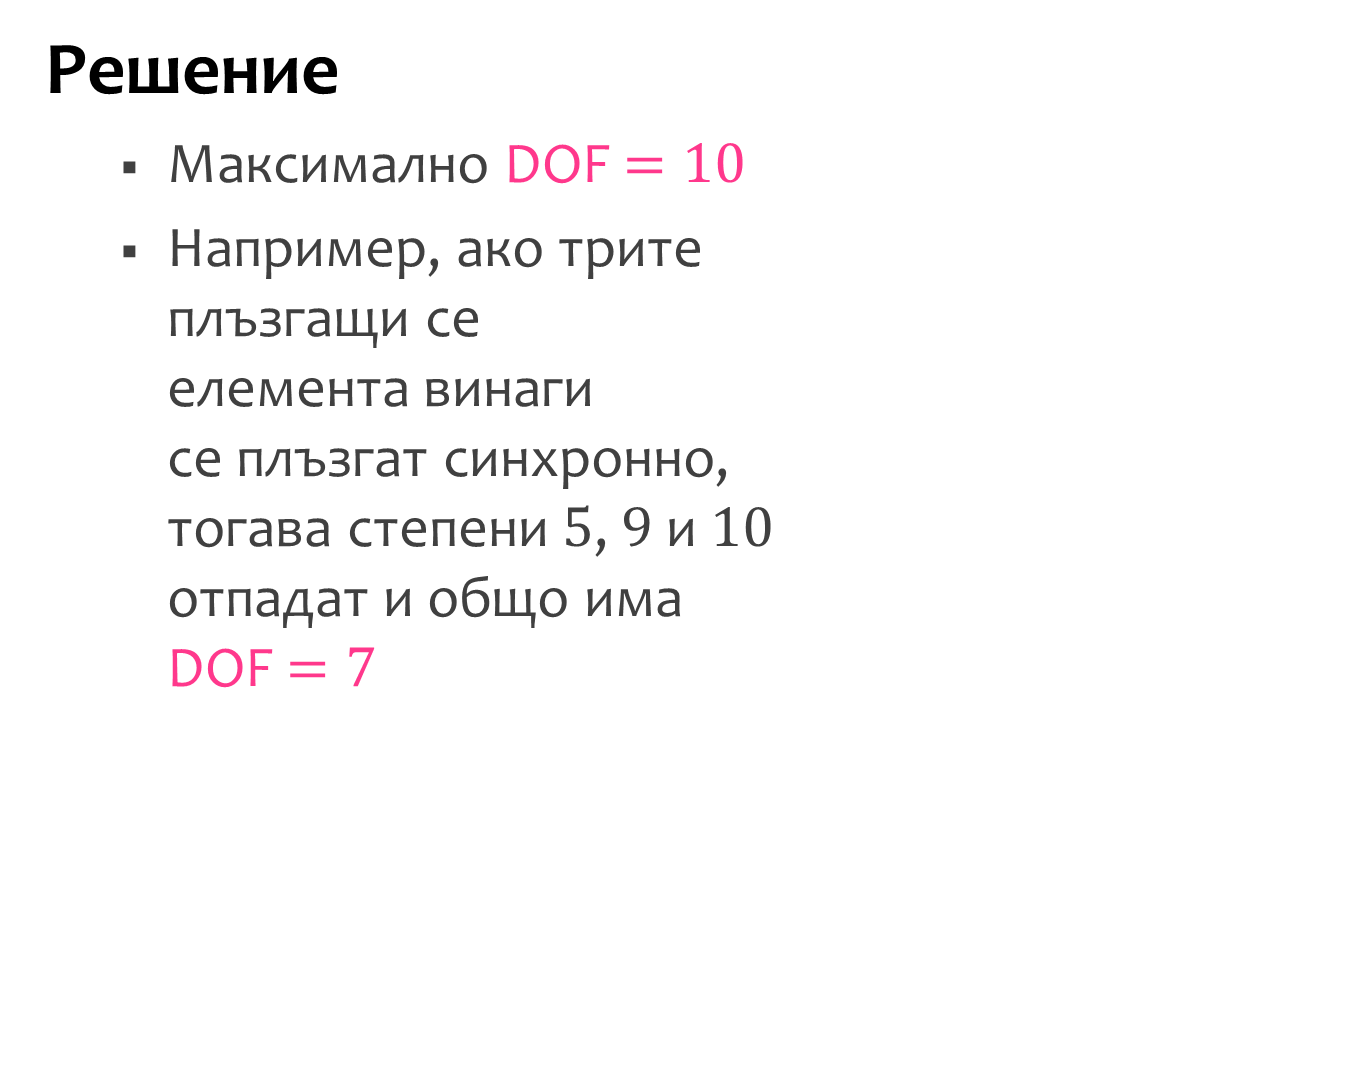 Решение
▪ Максимално DOF = 10
▪ Например, ако трите
плъзгащи се
елемента винаги
се плъзгат синхронно,
тогава степени 5, 9 и 10
отпадат и общо има
DOF = 7